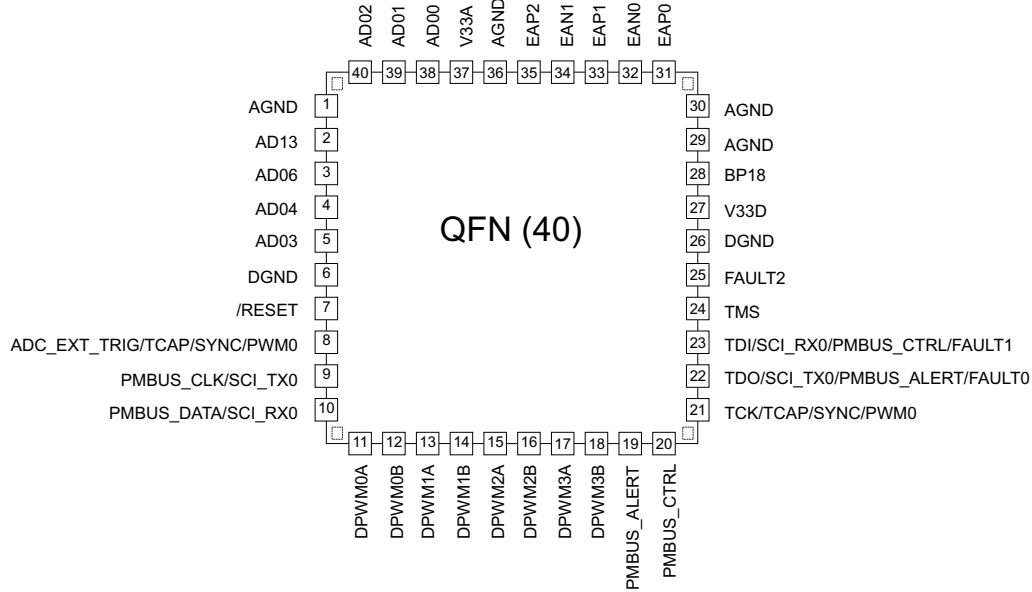 AD02
AD01
AD00
V33A
AGND
EAP2
EAN1
EAP1
EAN0
EAP0
40
39
38
37
36
35
34
33
32
31
AGND 1
AD13 2
AD06 3
AD04 4
AD03 5
DGND 6
/RESET 7
ADC_EXT_TRIG/TCAP/SYNC/PWM0 8
PMBUS_CLK/SCI_TX0 9
PMBUS_DATA/SCI_RX0 10
QFN (40)
30 AGND
29 AGND
28 BP18
27 V33D
26 DGND
25 FAULT2
24 TMS
23 TDI/SCI_RX0/PMBUS_CTRL/FAULT1
22 TDO/SCI_TX0/PMBUS_ALERT/FAULT0
21 TCK/TCAP/SYNC/PWM0
11
12
13
14
15
16
17
18
19
20
DPWM0A
DPWM0B
DPWM1A
DPWM1B
DPWM2A
DPWM2B
DPWM3A
DPWM3B
PMBUS_ALERT
PMBUS_CTRL